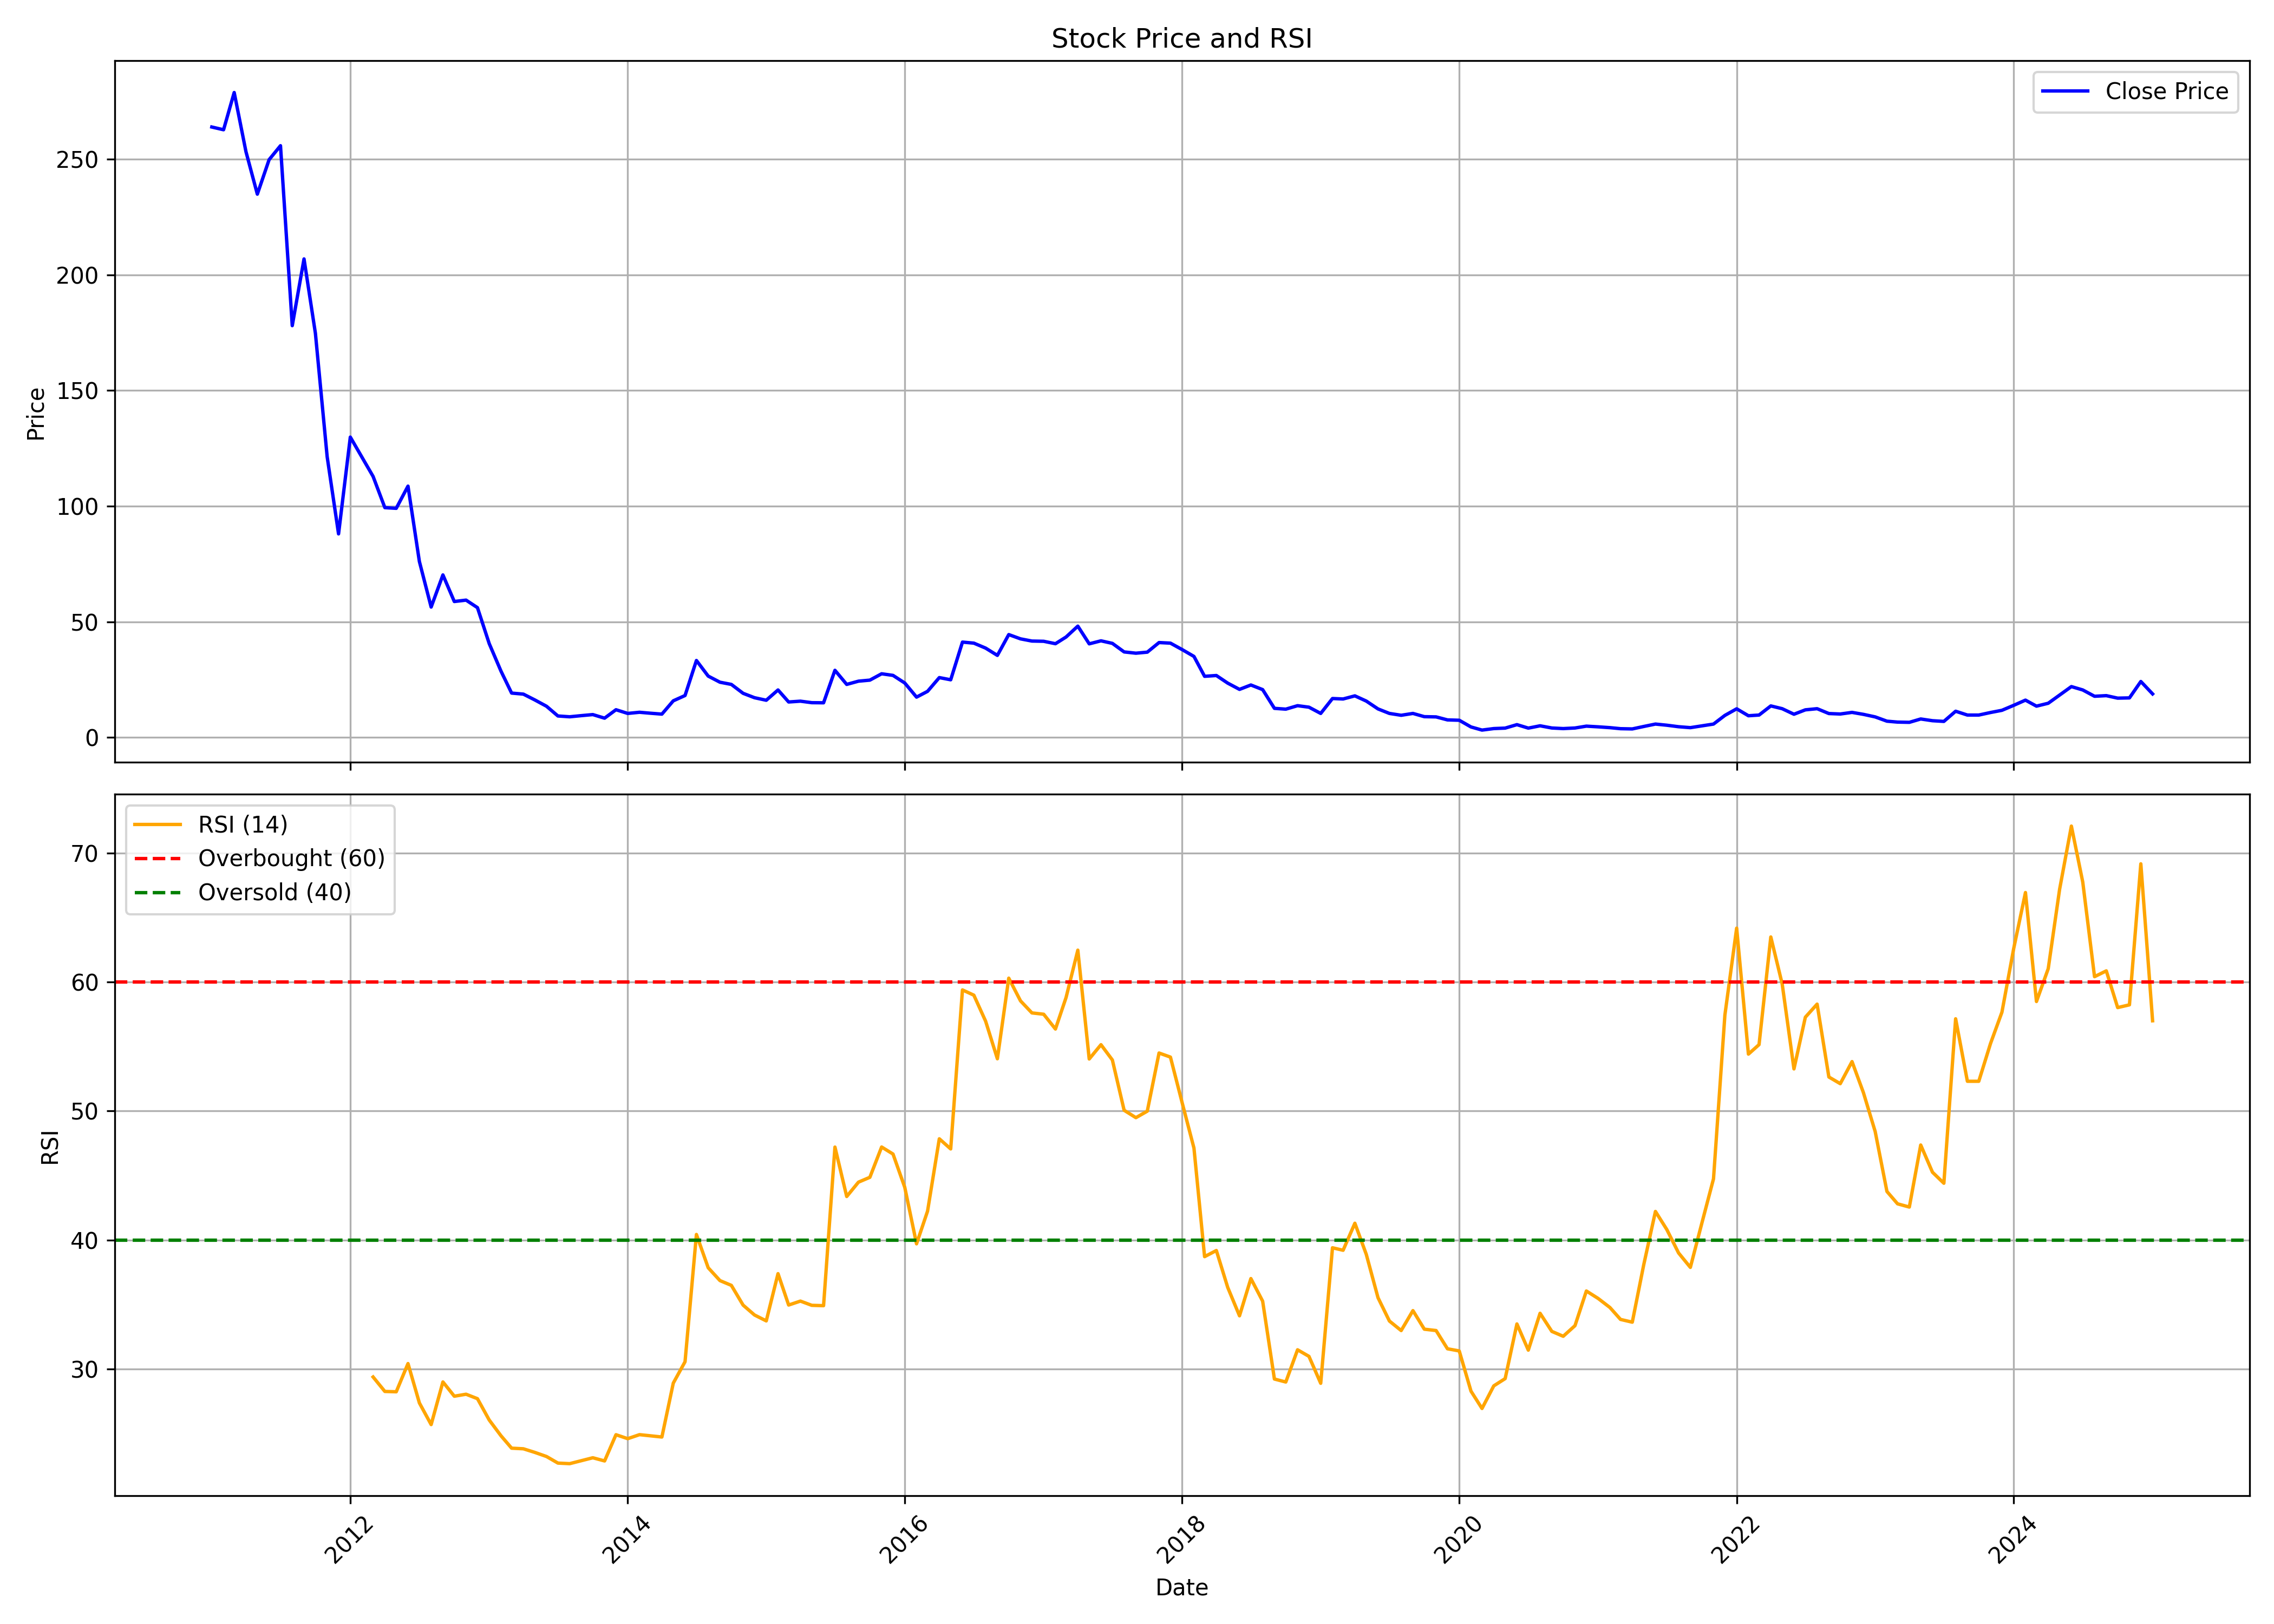 Stock Price and RSI
Close Price
Price
250
200
150
100
50
0
RSI (14)
Overbought (60)
Oversold (40)
RSI
70
60
50
40
30
2012
2014
2016
2018
2020
2022
2024
Date